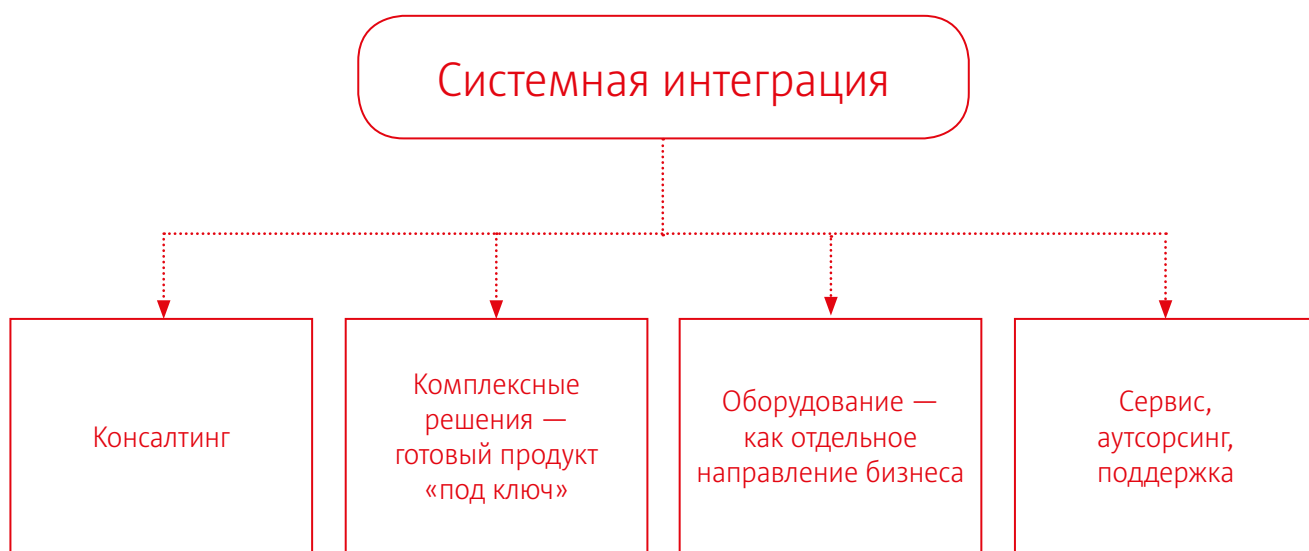 Системная интеграция
Консалтинг
Комплексные
решения —
готовый продукт
«под ключ»
Оборудование —
как отдельное
направление бизнеса
Сервис,
аутсорсинг,
поддержка